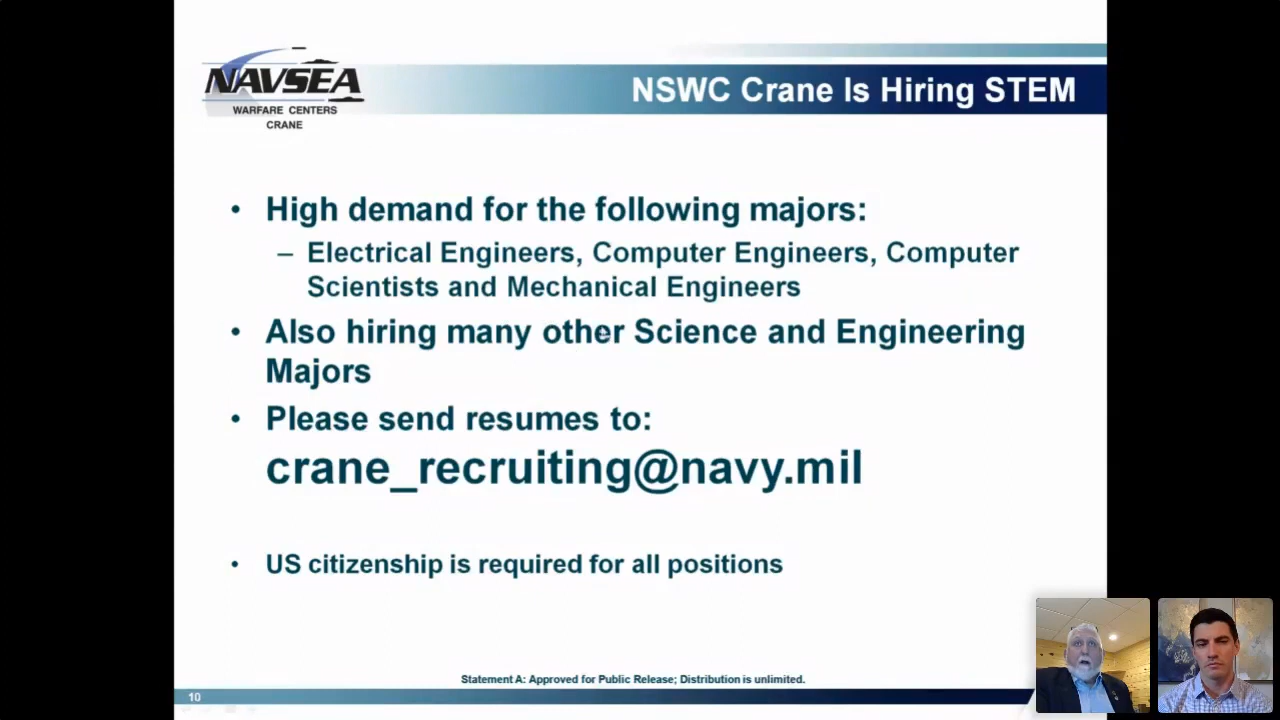 NAVSEA
WARFARE CENTERS
CRANE
NSWC Crane Is Hiring STEM
• High demand for the following majors:
– Electrical Engineers, Computer Engineers, Computer
Scientists and Mechanical Engineers
• Also hiring many other Science and Engineering
Majors
• Please send resumes to:
crane_recruiting@navy.mil
• US citizenship is required for all positions
Statement A: Approved for Public Release; Distribution is unlimited.
10